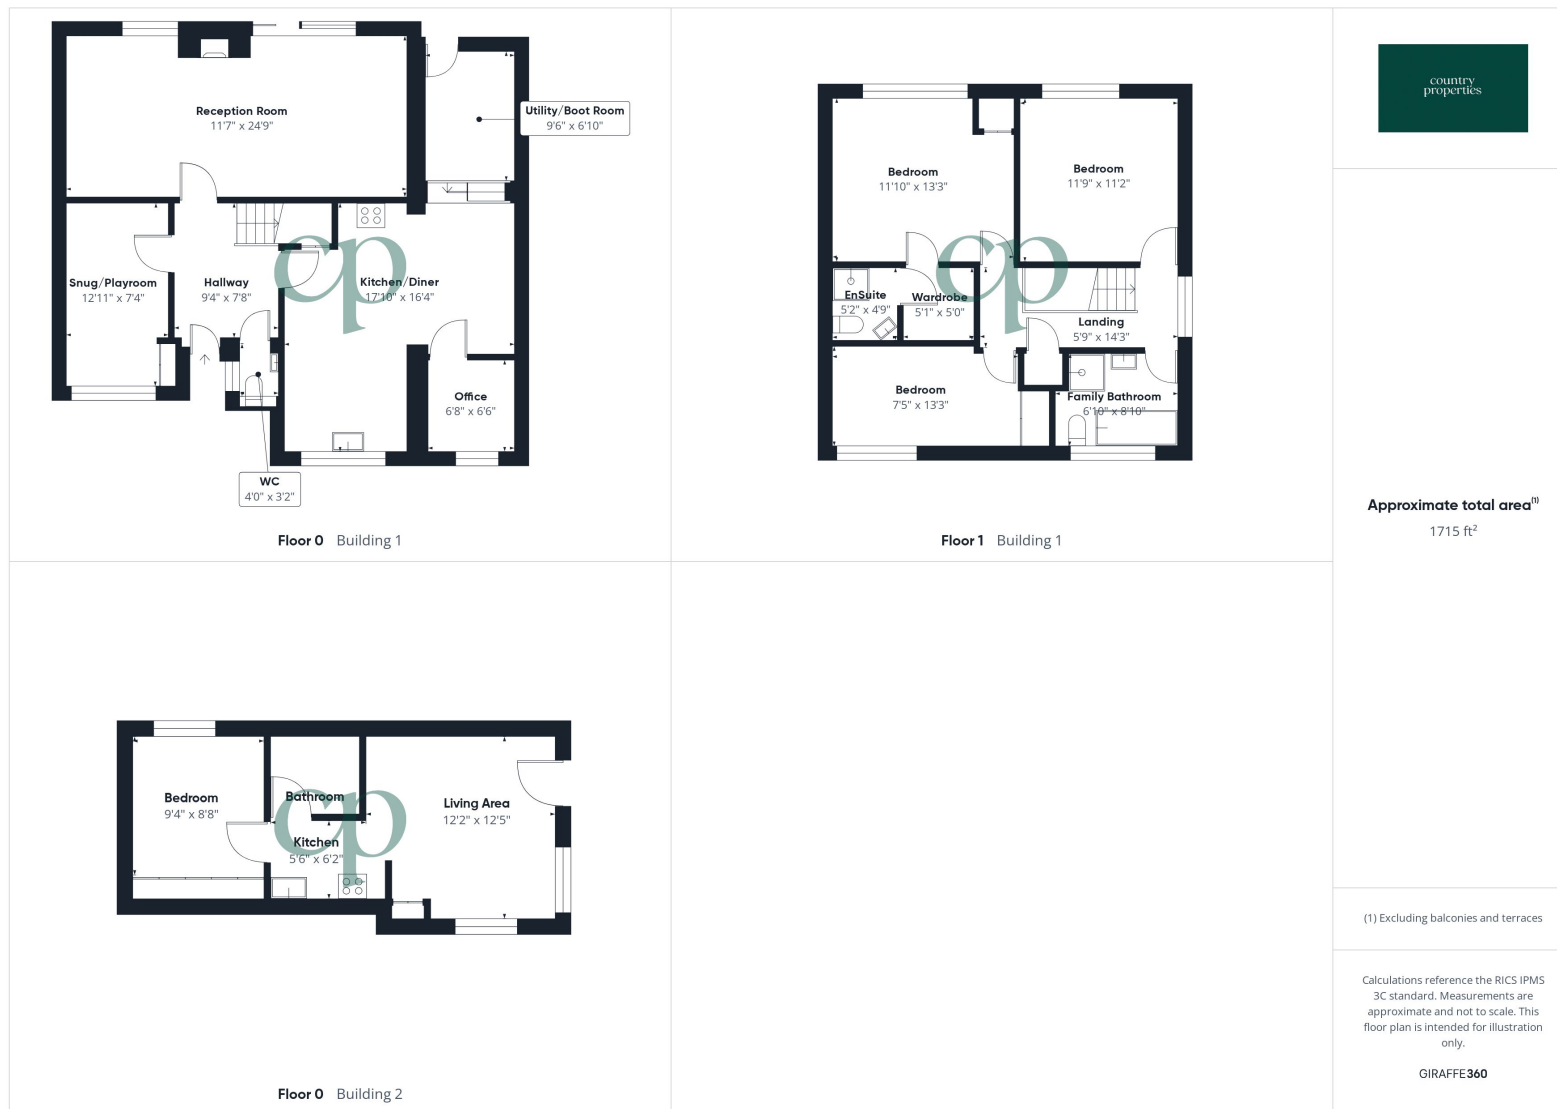 Reception Room
11'7" x 24'9"
Utility/Boot Room
9'6" x 6'10"
Snug/Playroom
12'11" x 7'4"
Hallway
9'4" x 7'8"
Kitchen/Diner
17'10" x 16'4"
Office
6'8" x 6'6"
WC
4'0" x 3'2"
cp
Floor 0 Building 1
Bedroom
11'10" x 13'3"
Bedroom
11'9" x 11'2"
EnSuite
5'2" x 4'9"
Wardrobe
5'1" x 5'0"
Landing
5'9" x 14'3"
Bedroom
7'5" x 13'3"
Family Bathroom
6'10" x 8'10"
cp
Floor 1 Building 1
Bedroom
9'4" x 8'8"
Bathroom
Kitchen
5'6" x 6'2"
Living Area
12'2" x 12'5"
cp
Floor 0 Building 2
country
properties
Approximate total area(1)
1715 ft²
(1) Excluding balconies and terraces
Calculations reference the RICS IPMS
3C standard. Measurements are
approximate and not to scale. This
floor plan is intended for illustration
only.
GIRAFFE360